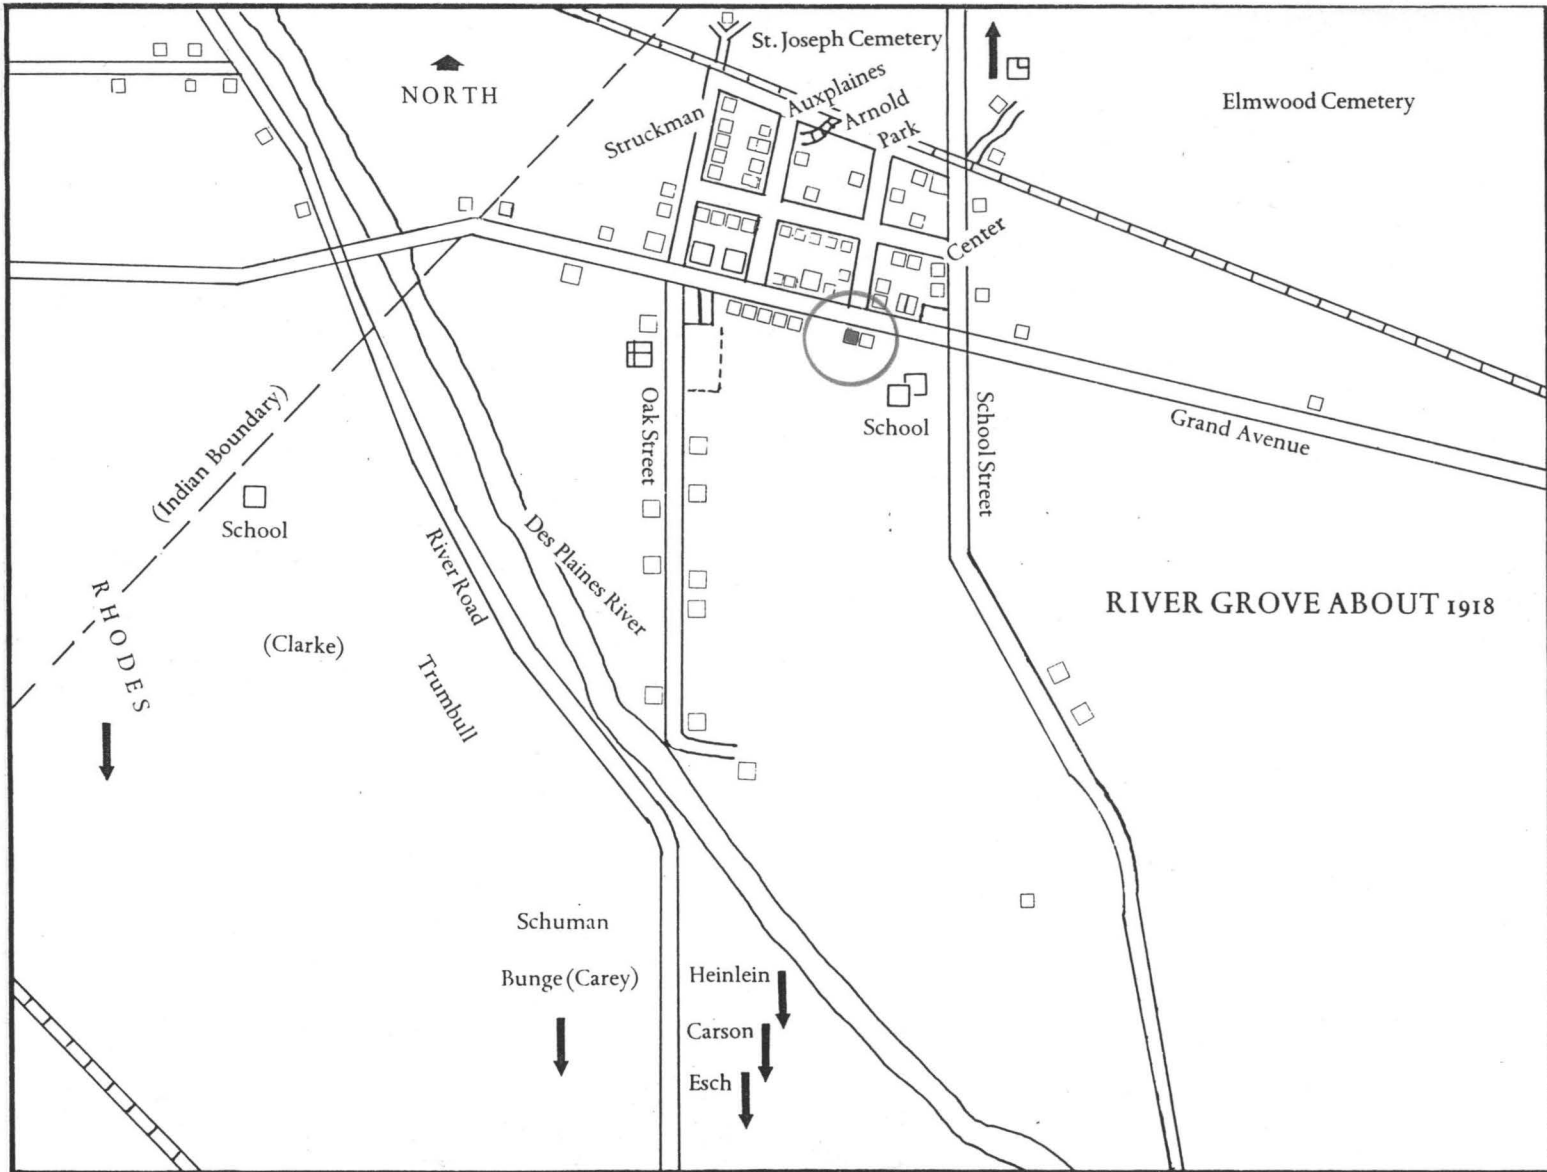 St. Joseph Cemetery
NORTH
Struckman
Auxplaines
Arnold
Park
Elmwood Cemetery
Center
(Indian Boundary)
Oak Street
School
School Street
Grand Avenue
School
River Road
Des Plaines River
RHODES
(Clarke)
Trumbull
RIVER GROVE ABOUT 1918
Schuman
Bunge (Carey)
Heinlein
Carson
Esch